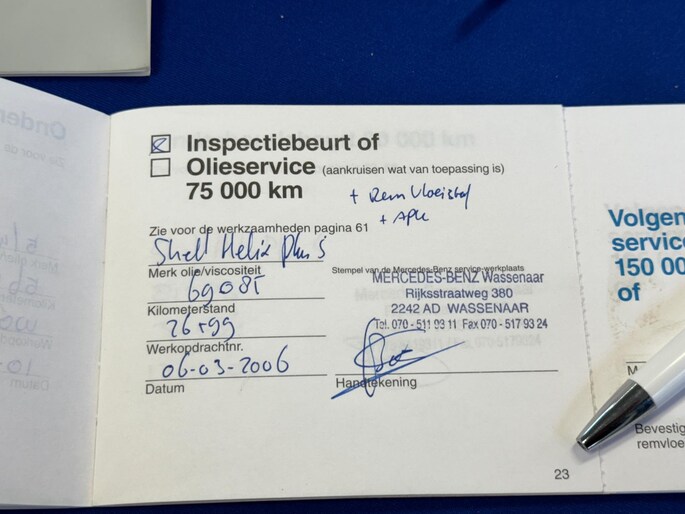 Inspectiebeurt of
Olieservice (aankruisen wat van toepassing is)
75 000 km
+ Rem Vloeistof
+ APK
Zie voor de werkzaamheden pagina 61
Shell Helix Plus
Merk olie/viscositeit
69087
Kilometerstand
Werkopdrachtnr.
06-03-2006
Datum
Stempel van de Mercedes-Benz service-werkplaats
MERCEDES-BENZ Wassenaar
Rijksstraatweg 380
2242 AD WASSENAAR
Tel. 070 - 511 93 11 Fax 070 - 517 93 24
Handtekening
23
Volgen
service
150 00
of
M
Bevestig
remvloe